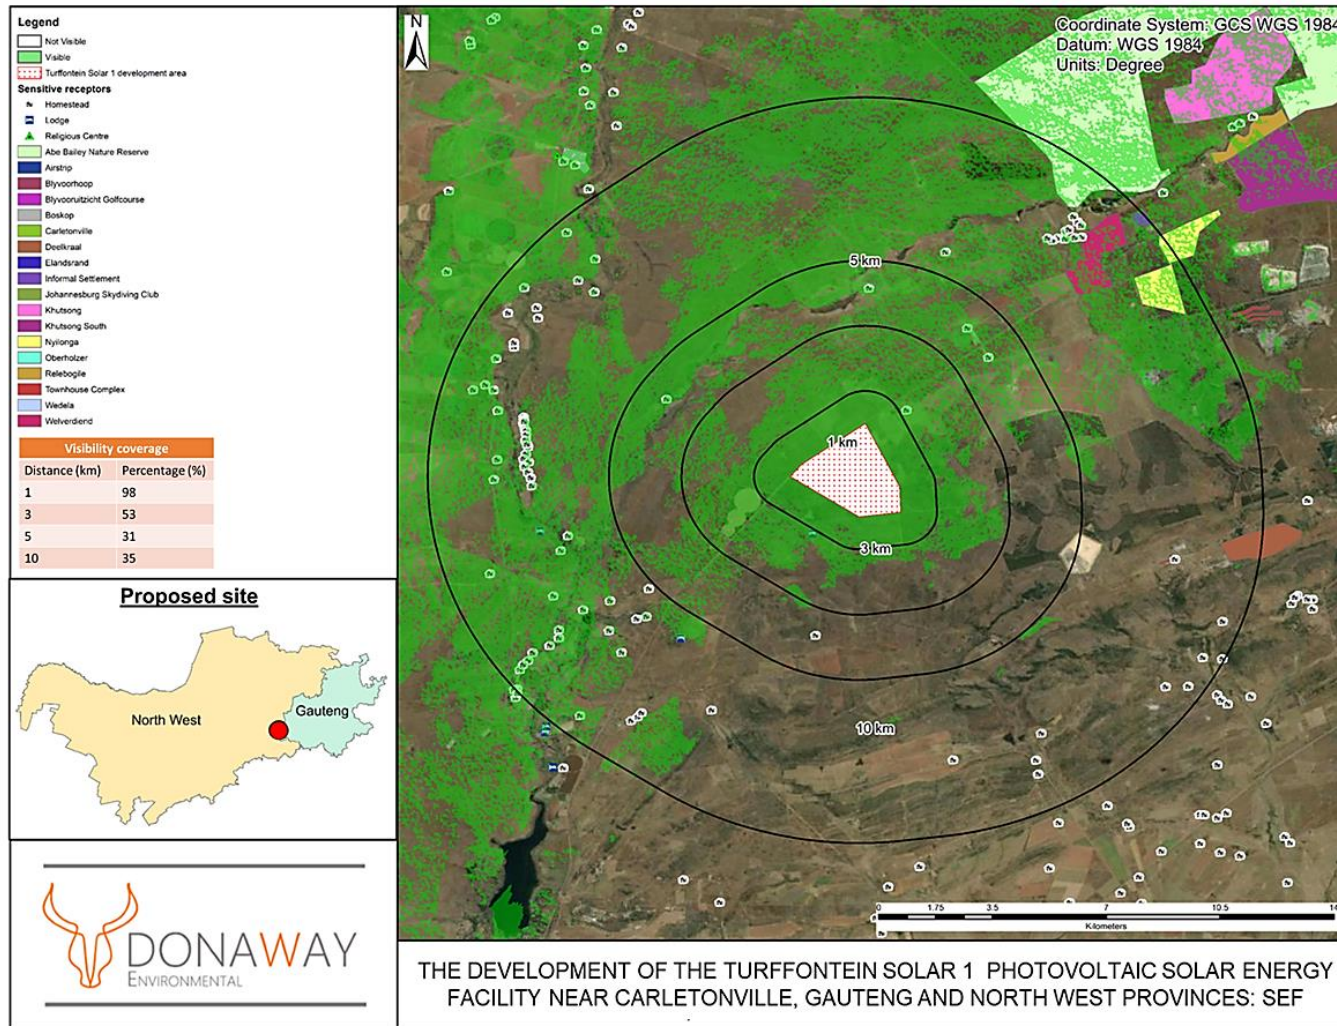 Legend
Not Visible
Visible
Turffontein Solar 1 development area
Sensitive receptors
Homestead
Lodge
Religious Centre
Abe Bailey Nature Reserve
Airstrip
Blyvoorhoop
Blyvooruitzicht Golfcourse
Boskop
Carletonville
Deelkraal
Elandsrand
Informal Settlement
Johannesburg Skydiving Club
Khutsong
Khutsong South
Nyilonga
Oberholzer
Relebogile
Townhouse Complex
Wedela
Welverdiend
Visibility coverage
Distance (km) Percentage (%)
1 98
3 53
5 31
10 35
Proposed site
North West
Gauteng
DONAWAY
ENVIRONMENTAL
N
Coordinate System: GCS WGS 1984
Datum: WGS 1984
Units: Degree
5 km
1 km
3 km
10 km
0 1.75 3.5 7 10.5 14
Kilometers
THE DEVELOPMENT OF THE TURFFONTEIN SOLAR 1 PHOTOVOLTAIC SOLAR ENERGY
FACILITY NEAR CARLETONVILLE, GAUTENG AND NORTH WEST PROVINCES: SEF